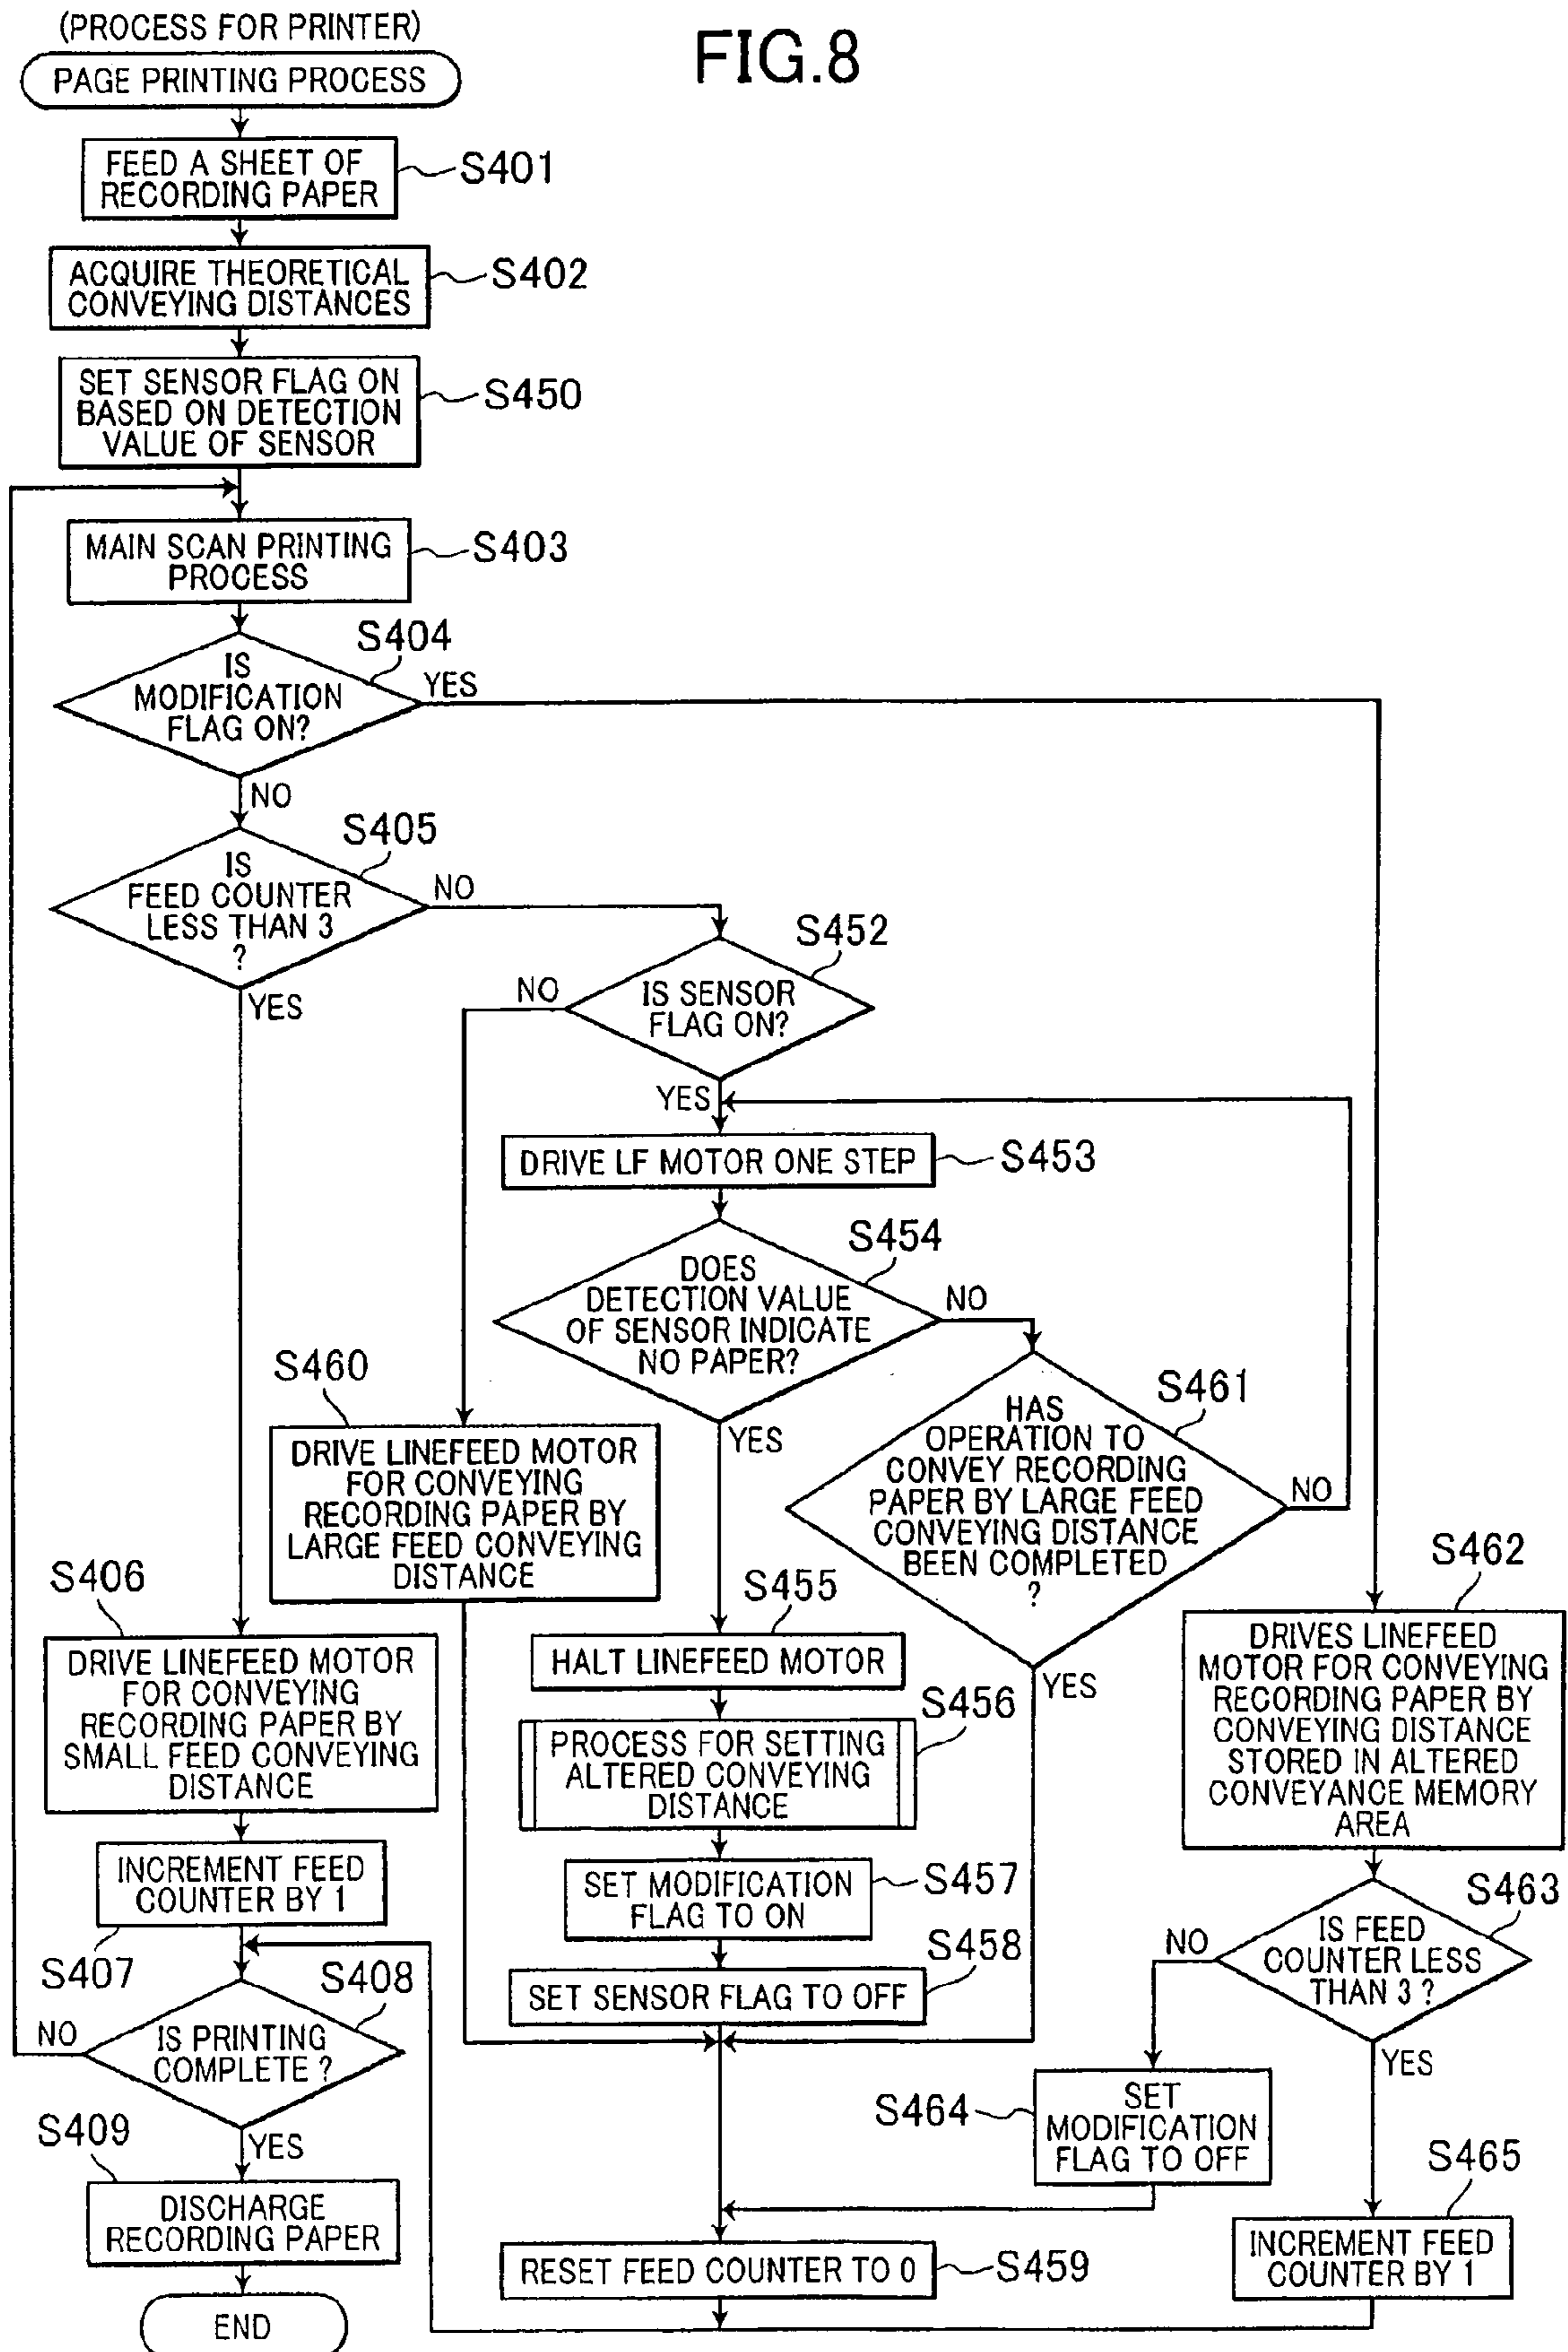 (PROCESS FOR PRINTER)
FIG.8
PAGE PRINTING PROCESS
FEED A SHEET OF
RECORDING PAPER
S401
ACQUIRE THEORETICAL
CONVEYING DISTANCES
S402
SET SENSOR FLAG ON
BASED ON DETECTION
VALUE OF SENSOR
S450
MAIN SCAN PRINTING
PROCESS
S403
S404
IS
MODIFICATION
FLAG ON?
YES
NO
S405
IS
FEED COUNTER
LESS THAN 3
?
NO
YES
S452
IS SENSOR
FLAG ON?
NO
YES
DRIVE LF MOTOR ONE STEP
S453
S454
DOES
DETECTION VALUE
OF SENSOR INDICATE
NO PAPER?
NO
YES
S460
DRIVE LINEFEED MOTOR
FOR CONVEYING
RECORDING PAPER BY
LARGE FEED CONVEYING
DISTANCE
S461
HAS
OPERATION TO
CONVEY RECORDING
PAPER BY LARGE FEED
CONVEYING DISTANCE
BEEN COMPLETED
?
NO
YES
S406
DRIVE LINEFEED MOTOR
FOR CONVEYING
RECORDING PAPER BY
SMALL FEED CONVEYING
DISTANCE
S455
HALT LINEFEED MOTOR
S456
PROCESS FOR SETTING
ALTERED CONVEYING
DISTANCE
S462
DRIVES LINEFEED
MOTOR FOR CONVEYING
RECORDING PAPER BY
CONVEYING DISTANCE
STORED IN ALTERED
CONVEYANCE MEMORY
AREA
INCREMENT FEED
COUNTER BY 1
S407
SET MODIFICATION
FLAG TO ON
S457
S458
SET SENSOR FLAG TO OFF
S463
IS FEED
COUNTER LESS
THAN 3 ?
NO
YES
S408
IS PRINTING
COMPLETE ?
NO
YES
S464
SET
MODIFICATION
FLAG TO OFF
S409
DISCHARGE
RECORDING PAPER
S465
INCREMENT FEED
COUNTER BY 1
RESET FEED COUNTER TO 0
S459
END